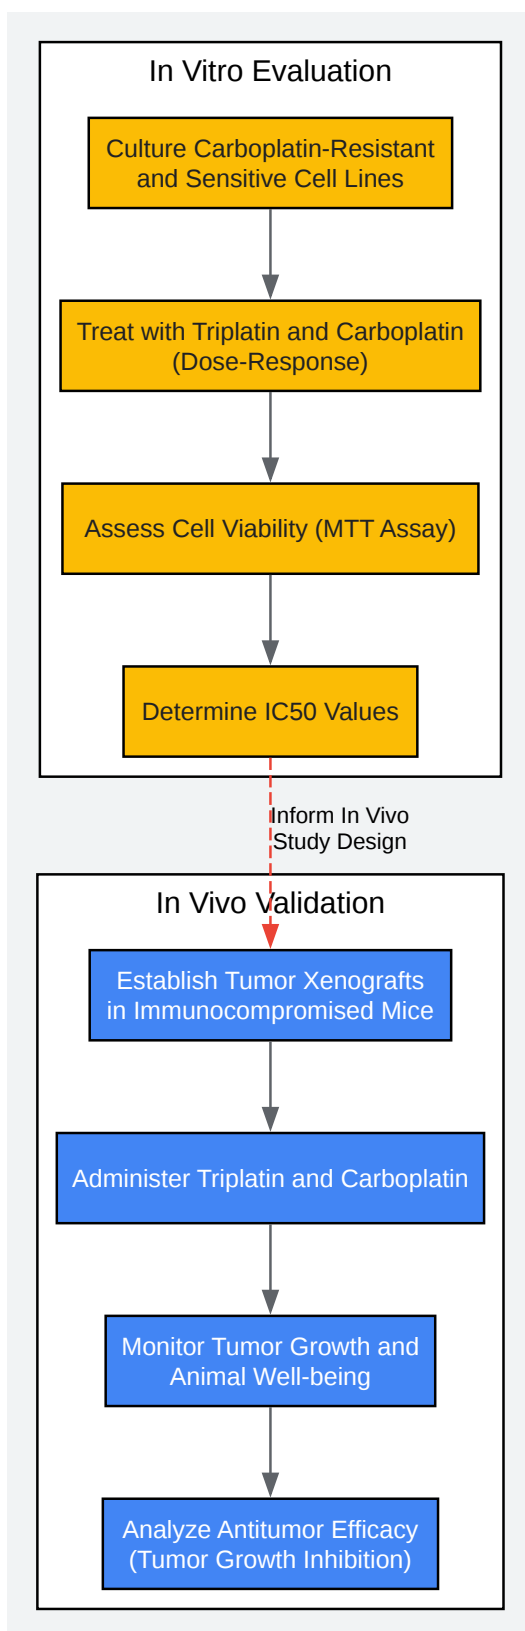 In Vitro Evaluation
Culture Carboplatin-Resistant
and Sensitive Cell Lines
Treat with Triplatin and Carboplatin
(Dose-Response)
Assess Cell Viability (MTT Assay)
Determine IC50 Values
Inform In Vivo
Study Design
In Vivo Validation
Establish Tumor Xenografts
in Immunocompromised Mice
Administer Triplatin and Carboplatin
Monitor Tumor Growth and
Animal Well-being
Analyze Antitumor Efficacy
(Tumor Growth Inhibition)